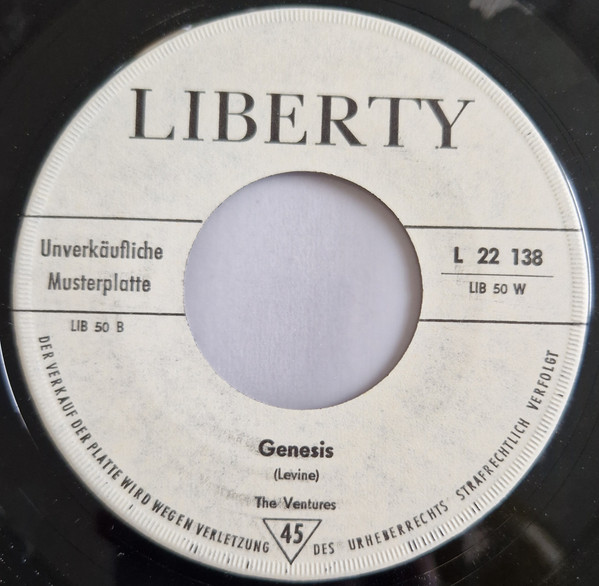 LIBERTY
Unverkäufliche
Musterplatte
L 22 138
LIB 50 W
LIB 50 B
Genesis
(Levine)
The Ventures
45
DER VERKAUF DER PLATTE WIRD WEGEN VERLETZUNG DES URHEBERRECHTS STRAFRECHTLICH VERFOLGT